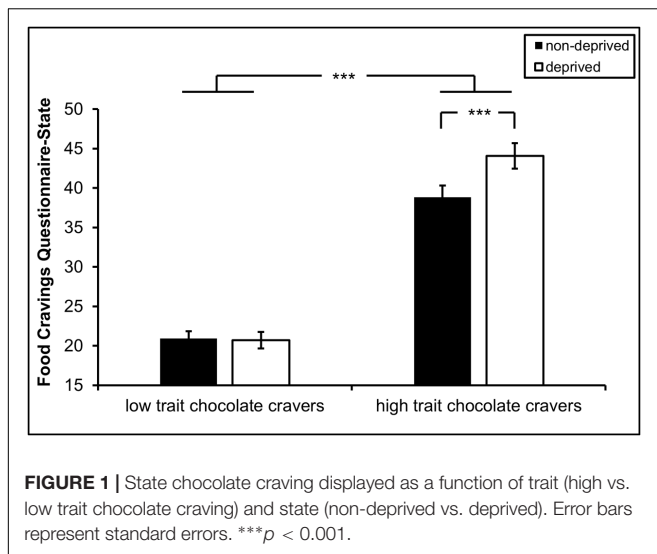 non-deprived
deprived
***
***
50
45
40
35
30
25
20
15
Food Cravings Questionnaire-State
low trait chocolate cravers
high trait chocolate cravers
FIGURE 1 | State chocolate craving displayed as a function of trait (high vs.
low trait chocolate craving) and state (non-deprived vs. deprived). Error bars
represent standard errors. ***p < 0.001.